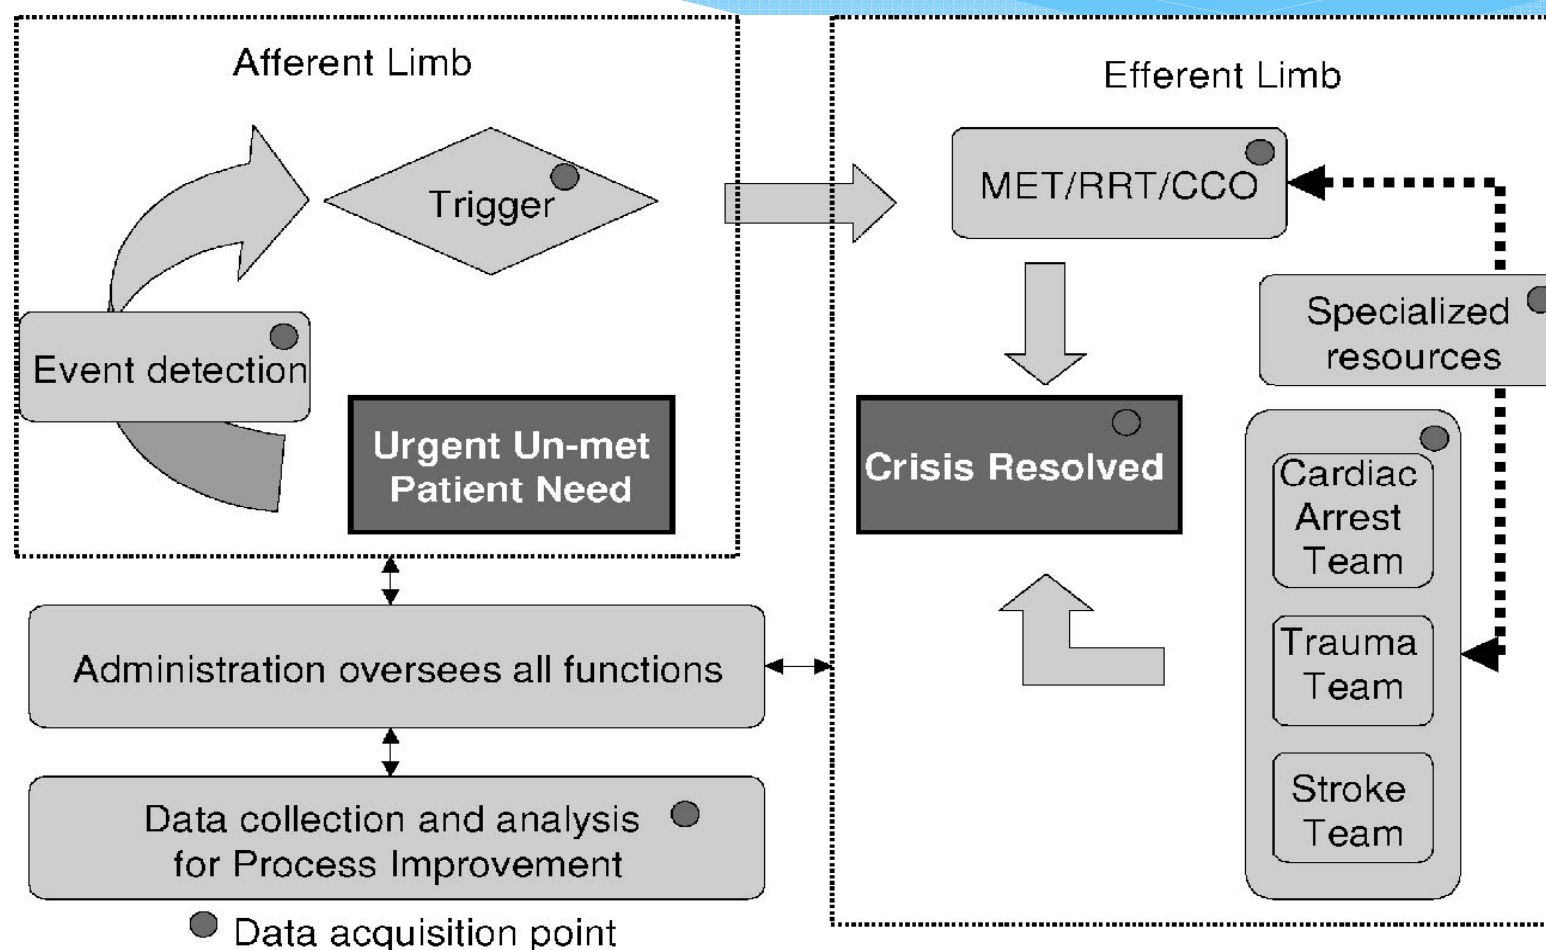 Afferent Limb
Trigger
Event detection
Urgent Un-met
Patient Need
Efferent Limb
MET/RRT/CCO
Specialized
resources
Crisis Resolved
Cardiac
Arrest
Team
Trauma
Team
Stroke
Team
Administration oversees all functions
Data collection and analysis
for Process Improvement
Data acquisition point